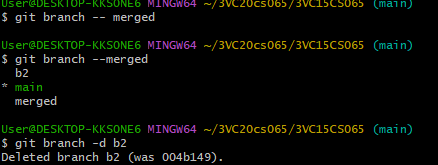 User@DESKTOP-KKSONE6 MINGW64 ~/3VC20cs065/3VC15CS065 (main)
$ git branch -- merged
User@DESKTOP-KKSONE6 MINGW64 ~/3VC20cs065/3VC15CS065 (main)
$ git branch --merged
b2
* main
merged
User@DESKTOP-KKSONE6 MINGW64 ~/3VC20cs065/3VC15CS065 (main)
$ git branch -d b2
Deleted branch b2 (was 004b149).